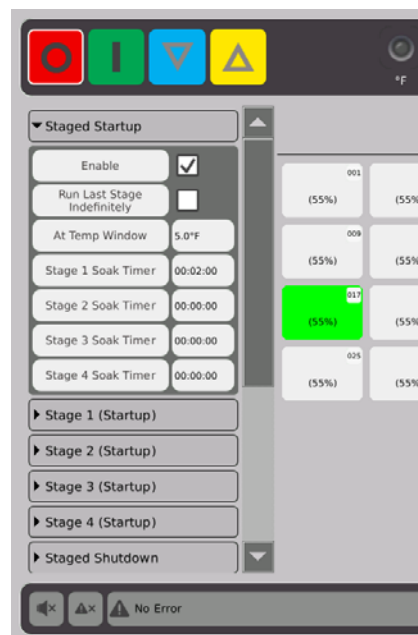 °F
Staged Startup
Enable
Run Last Stage
Indefinitely
At Temp Window 5.0°F
Stage 1 Soak Timer 00:02:00
Stage 2 Soak Timer 00:00:00
Stage 3 Soak Timer 00:00:00
Stage 4 Soak Timer 00:00:00
Stage 1 (Startup)
Stage 2 (Startup)
Stage 3 (Startup)
Stage 4 (Startup)
Staged Shutdown
001
(55%) (55%
009
(55%) (55%
017
(55%) (55%
025
(55%) (55%
No Error